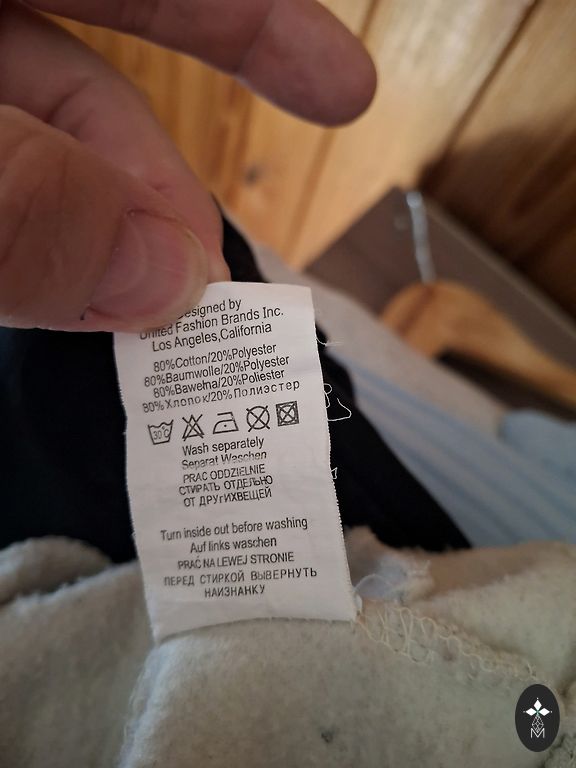 Designed by
United Fashion Brands Inc.
Los Angeles,California
80%Cotton/20%Polyester
80%Baumwolle/20%Polyester
80%Bawełna/20%Poliester
80%Хлопок/20%Полиэстер
30 C
Wash separately
Separat Waschen
PRAĆ ODDZIELNIE
СТИРАТЬ ОТДЕЛЬНО
ОТ ДРУГИХВЕЩЕЙ
Turn inside out before washing
Auf links waschen
PRAĆ NA LEWEJ STRONIE
ПЕРЕД СТИРКОЙ ВЫВЕРНУТЬ
НАИЗНАНКУ
M